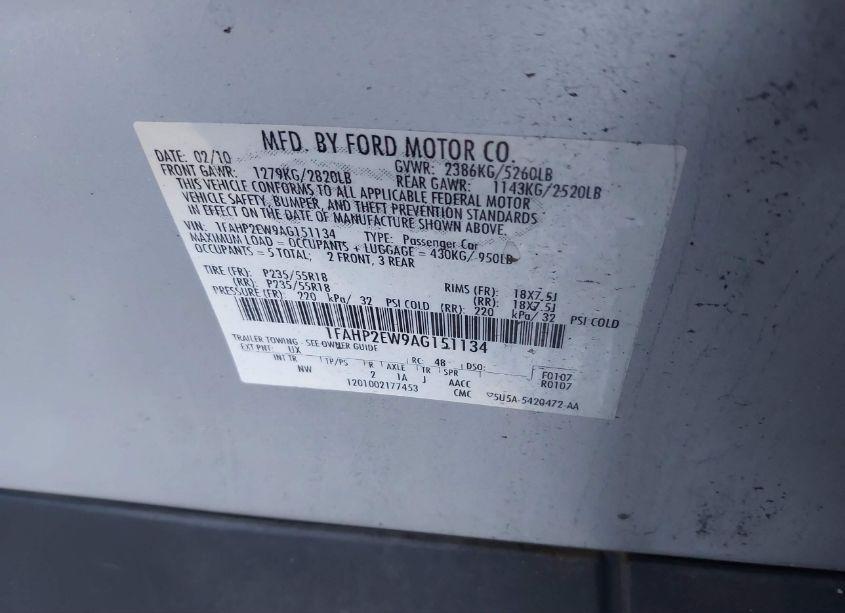 MFD. BY FORD MOTOR CO.
DATE: 02/10 GVWR: 2386KG/5260LB
FRONT GAWR: 1279KG/2820LB REAR GAWR: 1143KG/2520LB
THIS VEHICLE CONFORMS TO ALL APPLICABLE FEDERAL MOTOR
VEHICLE SAFETY, BUMPER, AND THEFT PREVENTION STANDARDS
IN EFFECT ON THE DATE OF MANUFACTURE SHOWN ABOVE.
VIN: 1FAHP2EW9AG151134 TYPE: Passenger Car
MAXIMUM LOAD = OCCUPANTS + LUGGAGE = 430KG/ 950LB
OCCUPANTS = 5 TOTAL; 2 FRONT, 3 REAR
TIRE (FR): P235/55R18 RIMS (FR): 18X7.5J
(RR): P235/55R18 (RR): 18X7.5J
PRESSURE (FR): 220 kPa/ 32 PSI COLD (RR): 220 kPa/ 32 PSI COLD
1FAHP2EW9AG151134
TRAILER TOWING - SEE OWNER GUIDE
EXT PNT: UX RC: 48 DSO:
INT TR TP/PS R AXLE TR SPR F0107
NW 2 1A J AACC R0107
1201002177453 CMC 5U5A-5420472-AA